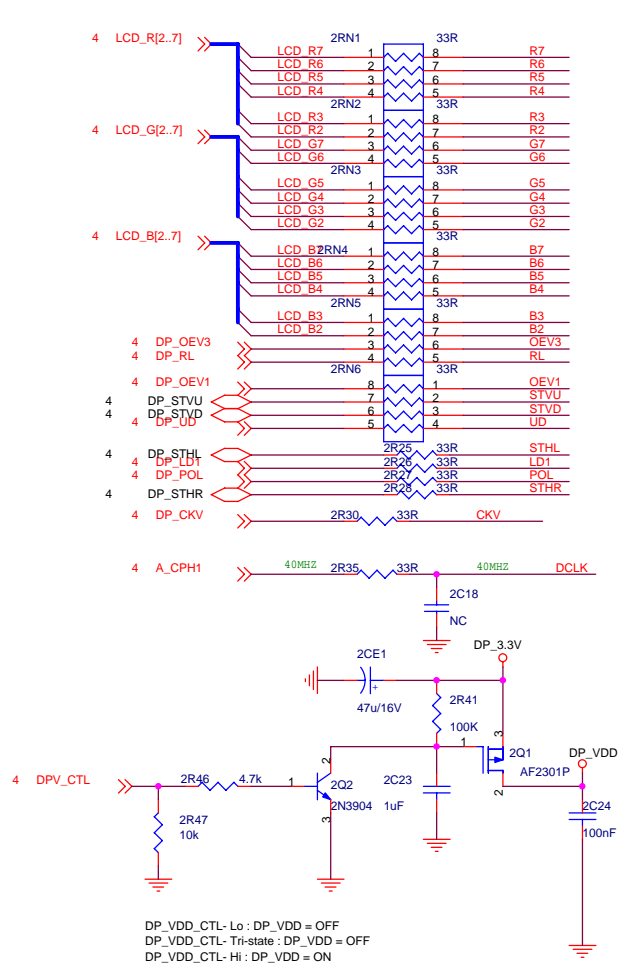 4 LCD_R[2..7] 2RN1 33R
LCD_R7 1 8 R7
LCD_R6 2 7 R6
LCD_R5 3 6 R5
LCD_R4 4 5 R4
2RN2 33R
LCD_R3 1 8 R3
4 LCD_G[2..7] LCD_R2 2 7 R2
LCD_G7 3 6 G7
LCD_G6 4 5 G6
2RN3 33R
LCD_G5 1 8 G5
LCD_G4 2 7 G4
LCD_G3 3 6 G3
LCD_G2 4 5 G2
4 LCD_B[2..7] 33R
LCD_B7 2RN4 1 8 B7
LCD_B6 2 7 B6
LCD_B5 3 6 B5
LCD_B4 4 5 B4
2RN5 33R
LCD_B3 1 8 B3
LCD_B2 2 7 B2
4 DP_OEV3 3 6 OEV3
4 DP_RL 4 5 RL
2RN6 33R
4 DP_OEV1 8 1 OEV1
4 DP_STVU 7 2 STVU
4 DP_STVD 6 3 STVD
4 DP_UD 5 4 UD
4 DP_STHL 2R25 33R STHL
4 DP_LD1 2R26 33R LD1
4 DP_POL 2R27 33R POL
4 DP_STHR 2R28 33R STHR
4 DP_CKV 2R30 33R CKV
4 A_CPH1 40MHZ 2R35 33R 40MHZ DCLK
2C18
NC
DP_3.3V
2CE1
+
47u/16V
2R41
100K
1 3 2
2Q1
AF2301P
DP_VDD
4 DPV_CTL 2R46 4.7k 1 2 3
2Q2
2N3904
2C23
1uF
2C24
100nF
2R47
10k
DP_VDD_CTL- Lo : DP_VDD = OFF
DP_VDD_CTL- Tri-state : DP_VDD = OFF
DP_VDD_CTL- Hi : DP_VDD = ON